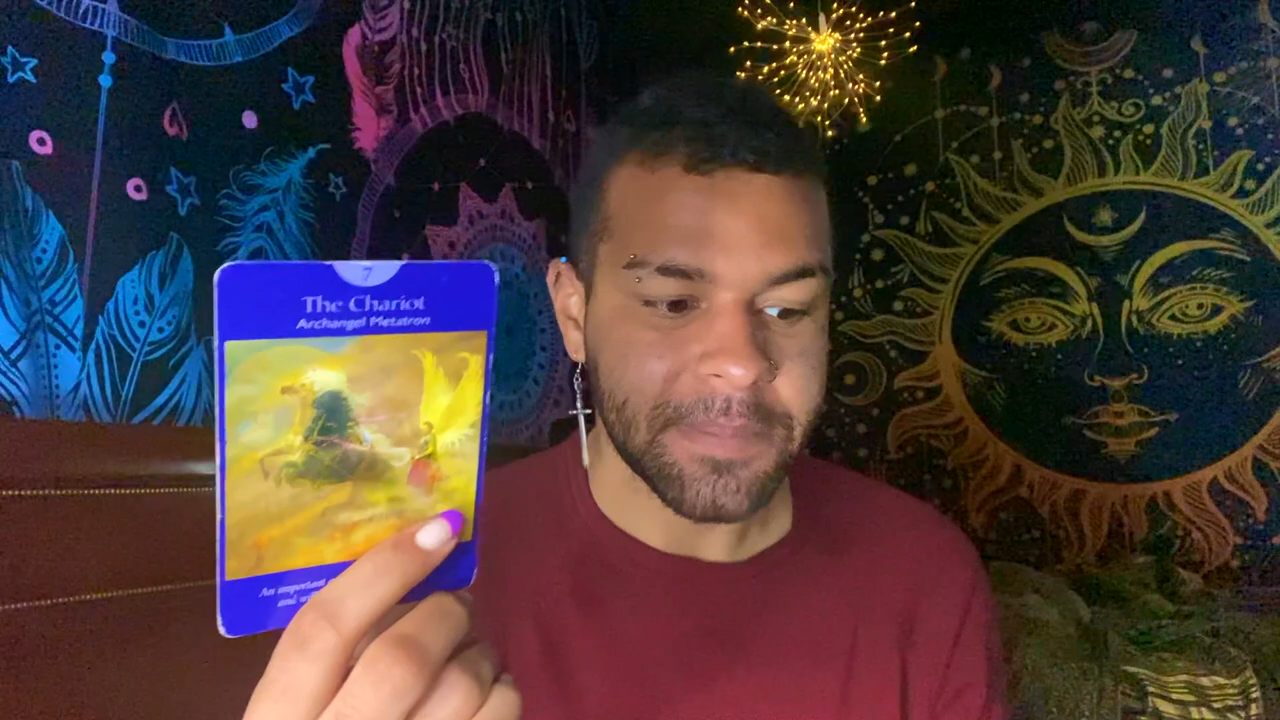 7
The Chariot
Archangel Metatron
An important
and